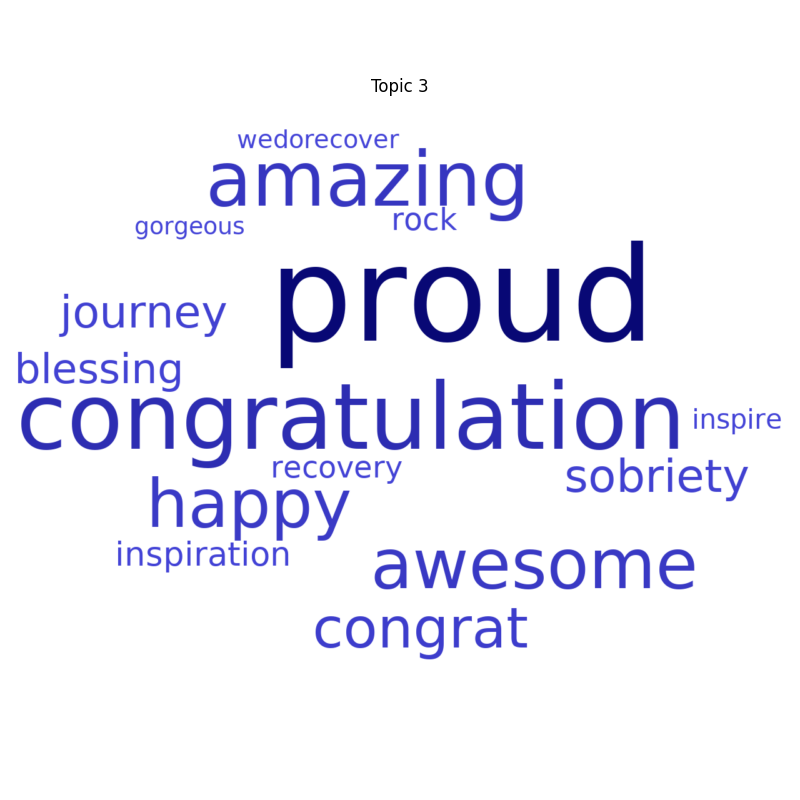 Topic 3
wedorecover
amazing
gorgeous
rock
proud
journey
blessing
congratulation
inspire
recovery
sobriety
happy
inspiration
awesome
congrat